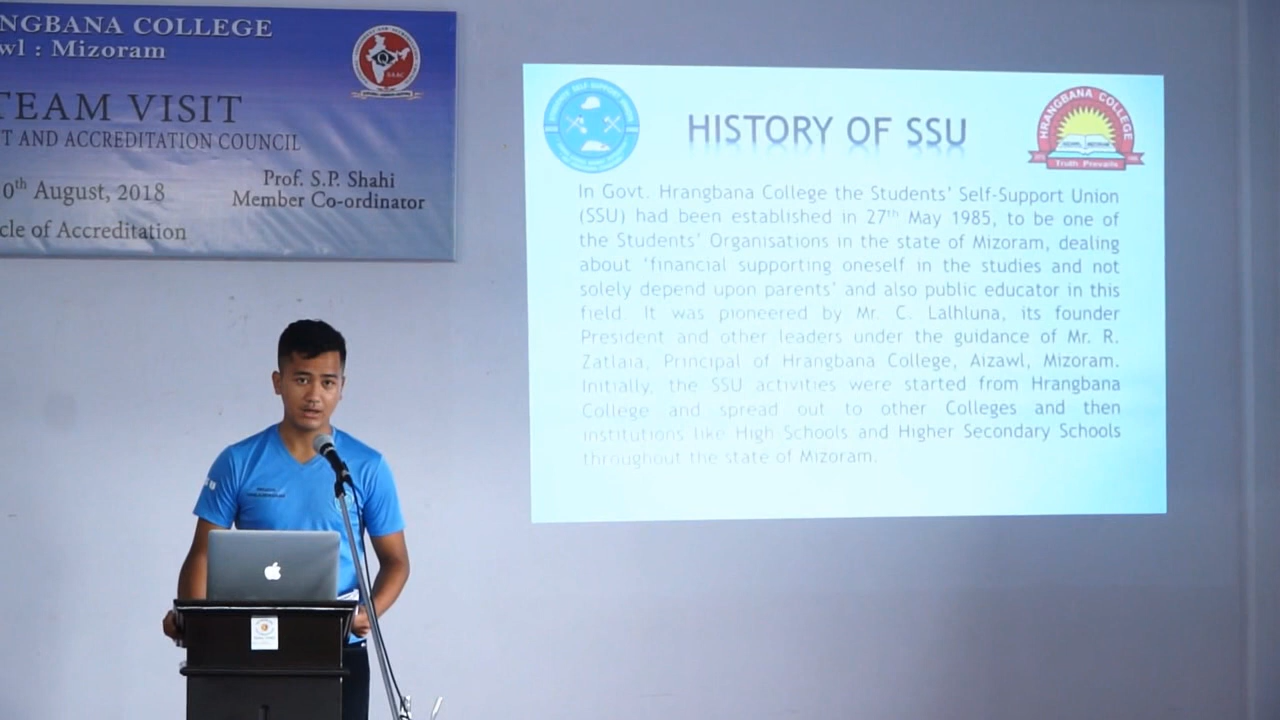 RANGBANA COLLEGE
wl : Mizoram
TEAM VISIT
T AND ACCREDITATION COUNCIL
0th August, 2018
Prof. S.P. Shahi
Member Co-ordinator
cle of Accreditation
HISTORY OF SSU
HRANGBANA COLLEGE
AIZAWL MIZORAM
Truth Prevails
In Govt. Hrangbana College the Students' Self-Support Union
(SSU) had been established in 27th May 1985, to be one of
the Students' Organisations in the state of Mizoram, dealing
about 'financial supporting oneself in the studies and not
solely depend upon parents' and also public educator in this
field. It was pioneered by Mr. C. Lalhluna, its founder
President and other leaders under the guidance of Mr. R.
Zatlaia, Principal of Hrangbana College, Aizawl, Mizoram.
Initially, the SSU activities were started from Hrangbana
College and spread out to other Colleges and then
institutions like High Schools and Higher Secondary Schools
throughout the state of Mizoram.